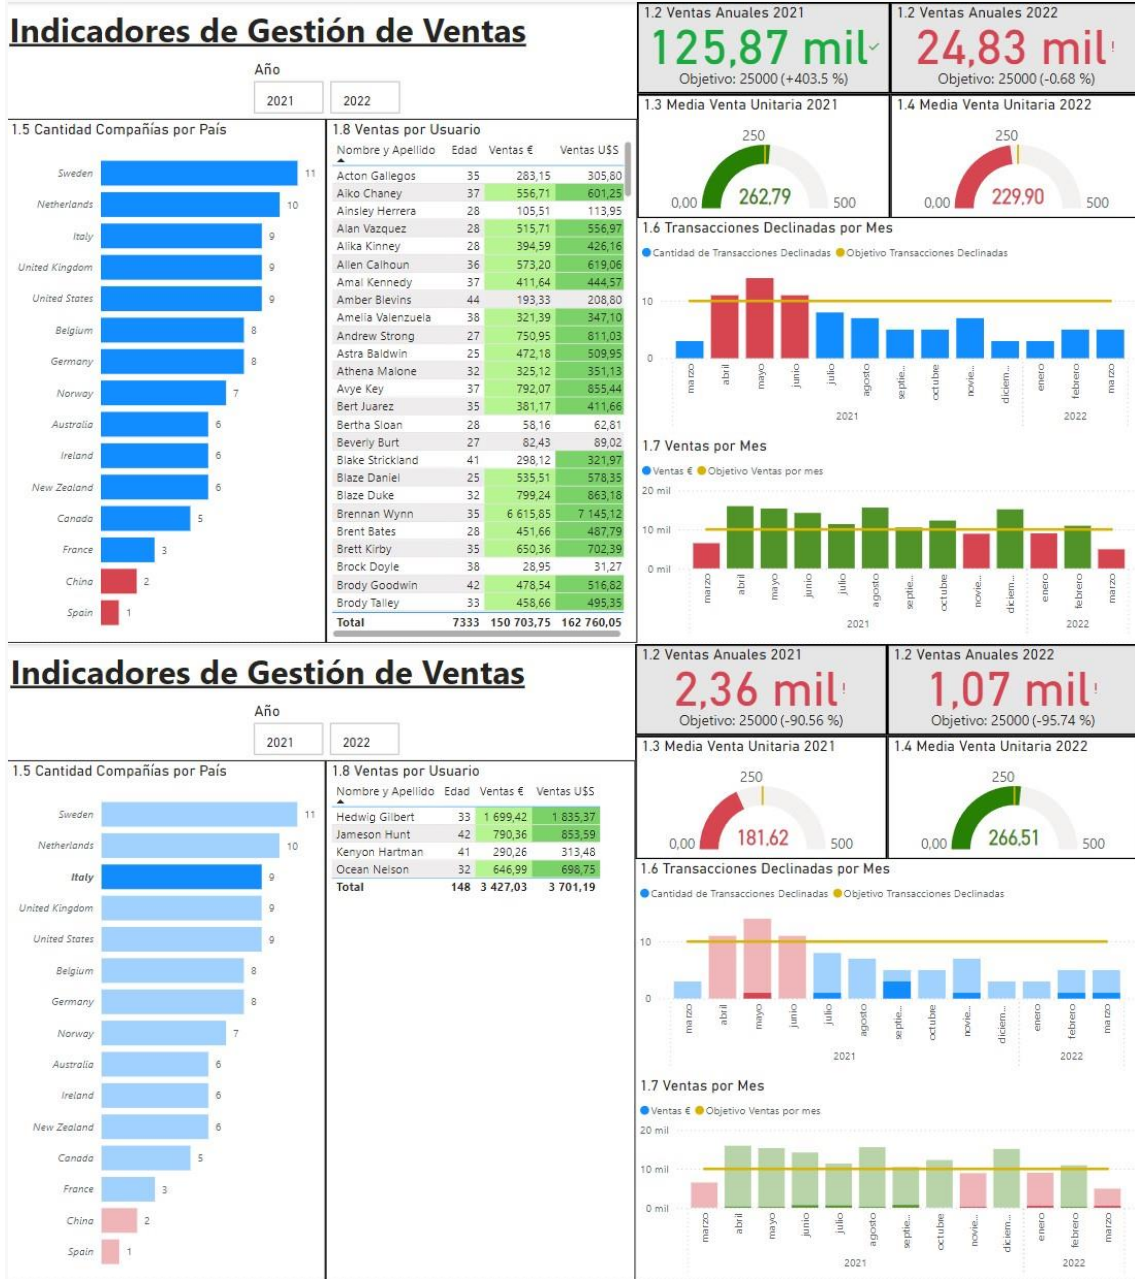 Indicadores de Gestión de Ventas
Año
2021
2022
1.2 Ventas Anuales 2021
125,87 mil
Objetivo: 25000 (+403.5 %)
1.2 Ventas Anuales 2022
24,83 mil!
Objetivo: 25000 (-0.68 %)
1.3 Media Venta Unitaria 2021
250
0,00
262,79
500
1.4 Media Venta Unitaria 2022
250
0,00
229,90
500
1.5 Cantidad Compañías por País
Sweden 11
Netherlands 10
Italy 9
United Kingdom 9
United States 9
Belgium 8
Germany 8
Norway 7
Australia 6
Ireland 6
New Zealand 6
Canada 5
France 3
China 2
Spain 1
1.8 Ventas por Usuario
Nombre y Apellido Edad Ventas € Ventas U$S
Acton Gallegos 35 283,15 305,80
Aiko Chaney 37 556,71 601,25
Ainsley Herrera 28 105,51 113,95
Alan Vazquez 28 515,71 556,97
Alika Kinney 28 394,59 426,16
Allen Calhoun 36 573,20 619,06
Amal Kennedy 37 411,64 444,57
Amber Blevins 44 193,33 208,80
Amelia Valenzuela 38 321,39 347,10
Andrew Strong 27 750,95 811,03
Astra Baldwin 25 472,18 509,95
Athena Malone 32 325,12 351,13
Avye Key 37 792,07 855,44
Bert Juarez 35 381,17 411,66
Bertha Sloan 28 58,16 62,81
Beverly Burt 27 82,43 89,02
Blake Strickland 41 298,12 321,97
Blaze Daniel 25 535,51 578,35
Blaze Duke 32 799,24 863,18
Brennan Wynn 35 6 615,85 7 145,12
Brent Bates 28 451,66 487,79
Brett Kirby 35 650,36 702,39
Brock Doyle 38 28,95 31,27
Brody Goodwin 42 478,54 516,82
Brody Talley 33 458,66 495,35
Total 7333 150 703,75 162 760,05
1.6 Transacciones Declinadas por Mes
Cantidad de Transacciones Declinadas Objetivo Transacciones Declinadas
10
0
marzo abril mayo junio julio agosto septie... octubre novie... diciem... enero febrero marzo
2021 2022
1.7 Ventas por Mes
Ventas € Objetivo Ventas por mes
20 mil
10 mil
0 mil
marzo abril mayo junio julio agosto septie... octubre novie... diciem... enero febrero marzo
2021 2022
Indicadores de Gestión de Ventas
Año
2021
2022
1.2 Ventas Anuales 2021
2,36 mil!
Objetivo: 25000 (-90.56 %)
1.2 Ventas Anuales 2022
1,07 mil!
Objetivo: 25000 (-95.74 %)
1.3 Media Venta Unitaria 2021
250
0,00
181,62
500
1.4 Media Venta Unitaria 2022
250
0,00
266,51
500
1.5 Cantidad Compañías por País
Sweden 11
Netherlands 10
Italy 9
United Kingdom 9
United States 9
Belgium 8
Germany 8
Norway 7
Australia 6
Ireland 6
New Zealand 6
Canada 5
France 3
China 2
Spain 1
1.8 Ventas por Usuario
Nombre y Apellido Edad Ventas € Ventas U$S
Hedwig Gilbert 33 1 699,42 1 835,37
Jameson Hunt 42 790,36 853,59
Kenyon Hartman 41 290,26 313,48
Ocean Nelson 32 646,99 698,75
Total 148 3 427,03 3 701,19
1.6 Transacciones Declinadas por Mes
Cantidad de Transacciones Declinadas Objetivo Transacciones Declinadas
10
0
marzo abril mayo junio julio agosto septie... octubre novie... diciem... enero febrero marzo
2021 2022
1.7 Ventas por Mes
Ventas € Objetivo Ventas por mes
20 mil
10 mil
0 mil
marzo abril mayo junio julio agosto septie... octubre novie... diciem... enero febrero marzo
2021 2022